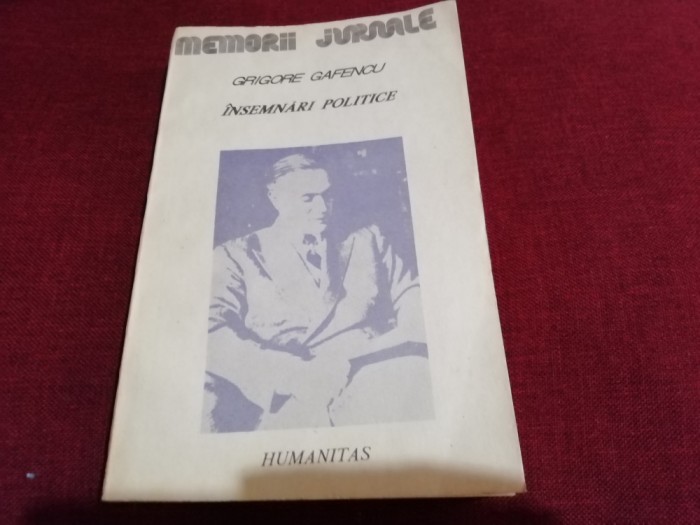 MEMORII JURNALE
GRIGORE GAFENCU
ÎNSEMNĂRI POLITICE
HUMANITAS